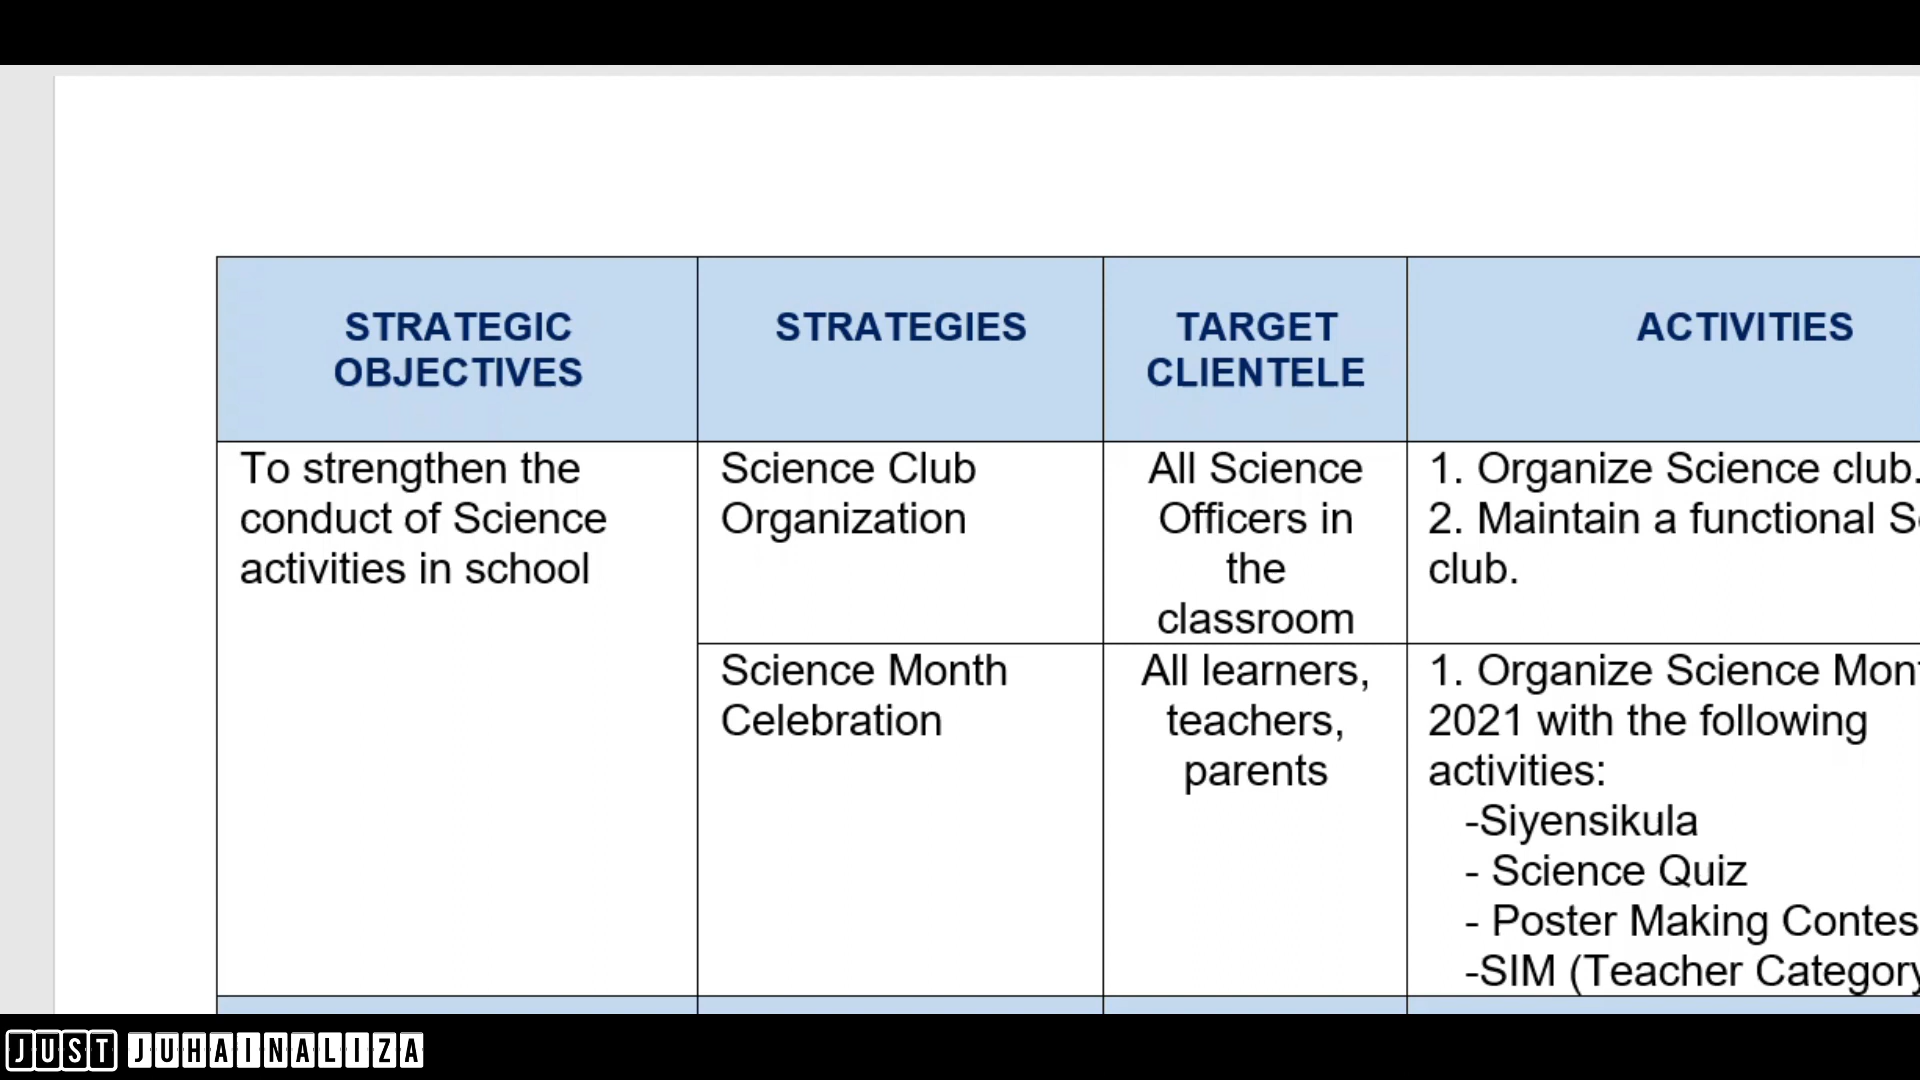 STRATEGIC
OBJECTIVES
STRATEGIES
TARGET
CLIENTELE
ACTIVITIES
To strengthen the
conduct of Science
activities in school
Science Club
Organization
All Science
Officers in
the
classroom
1. Organize Science club.
2. Maintain a functional
club.
Science Month
Celebration
All learners,
teachers,
parents
1. Organize Science
2021 with the following
activities:
-Siyensikula
- Science Quiz
- Poster Making
-SIM (Teacher Category
JUST JUHAINALIZA